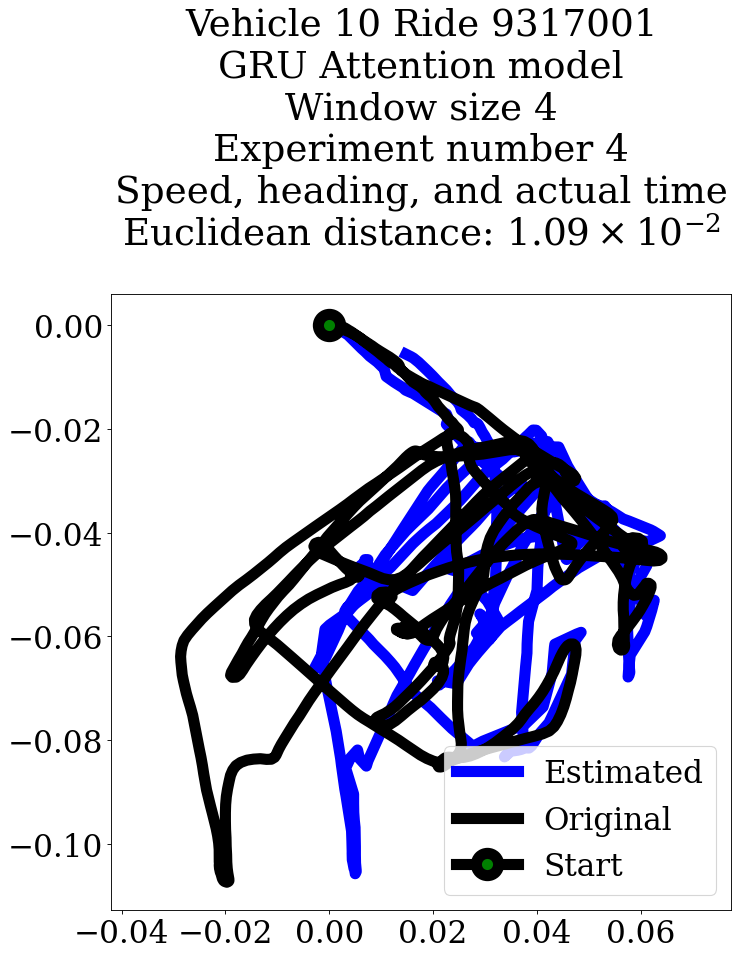 Vehicle 10 Ride 9317001
GRU Attention model
Window size 4
Experiment number 4
Speed, heading, and actual time
Euclidean distance: 1.09 × 10⁻²
0.00
−0.02
−0.04
−0.06
−0.08
−0.10
−0.04 −0.02 0.00 0.02 0.04 0.06
Estimated
Original
Start